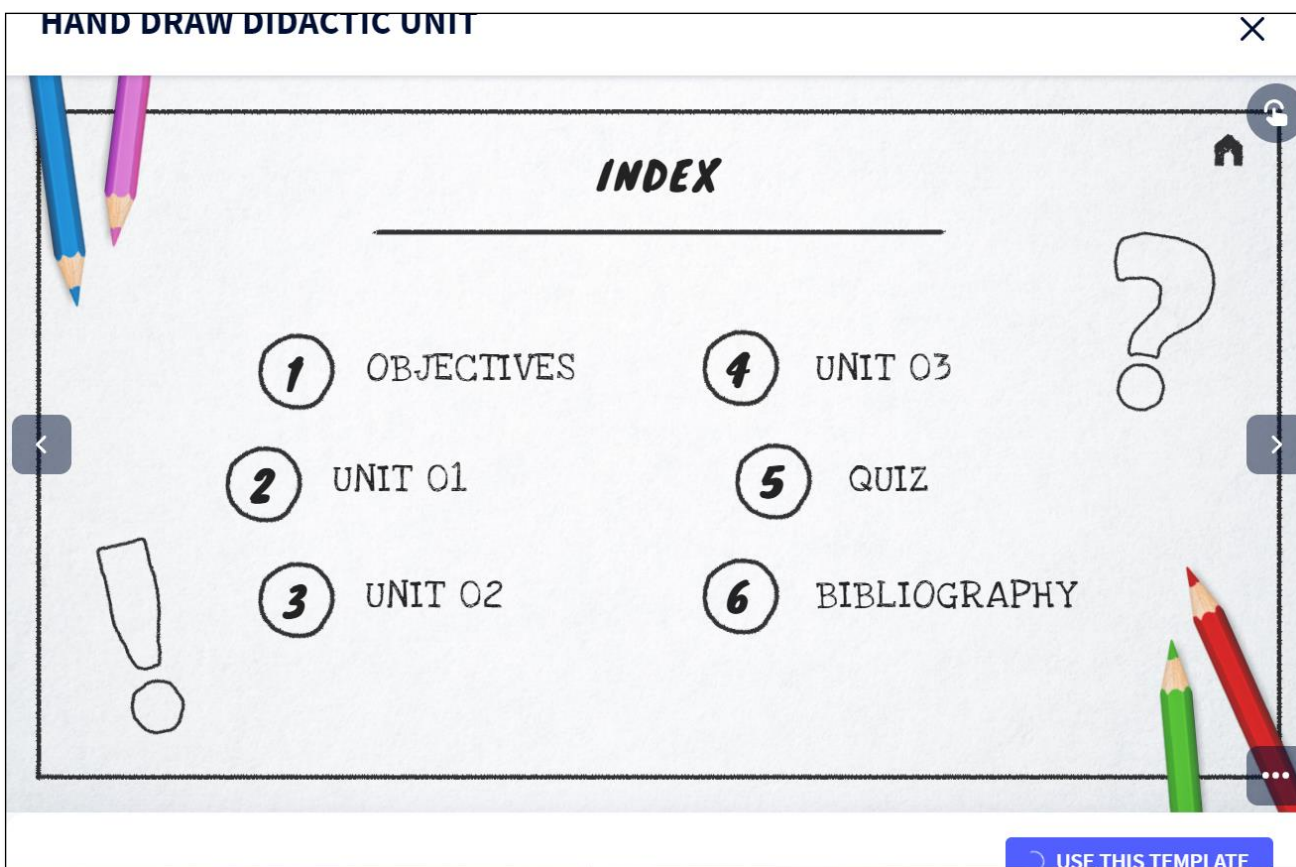 HAND DRAW DIDACTIC UNIT
INDEX
1 OBJECTIVES
2 UNIT 01
3 UNIT 02
4 UNIT 03
5 QUIZ
6 BIBLIOGRAPHY
USE THIS TEMPLATE